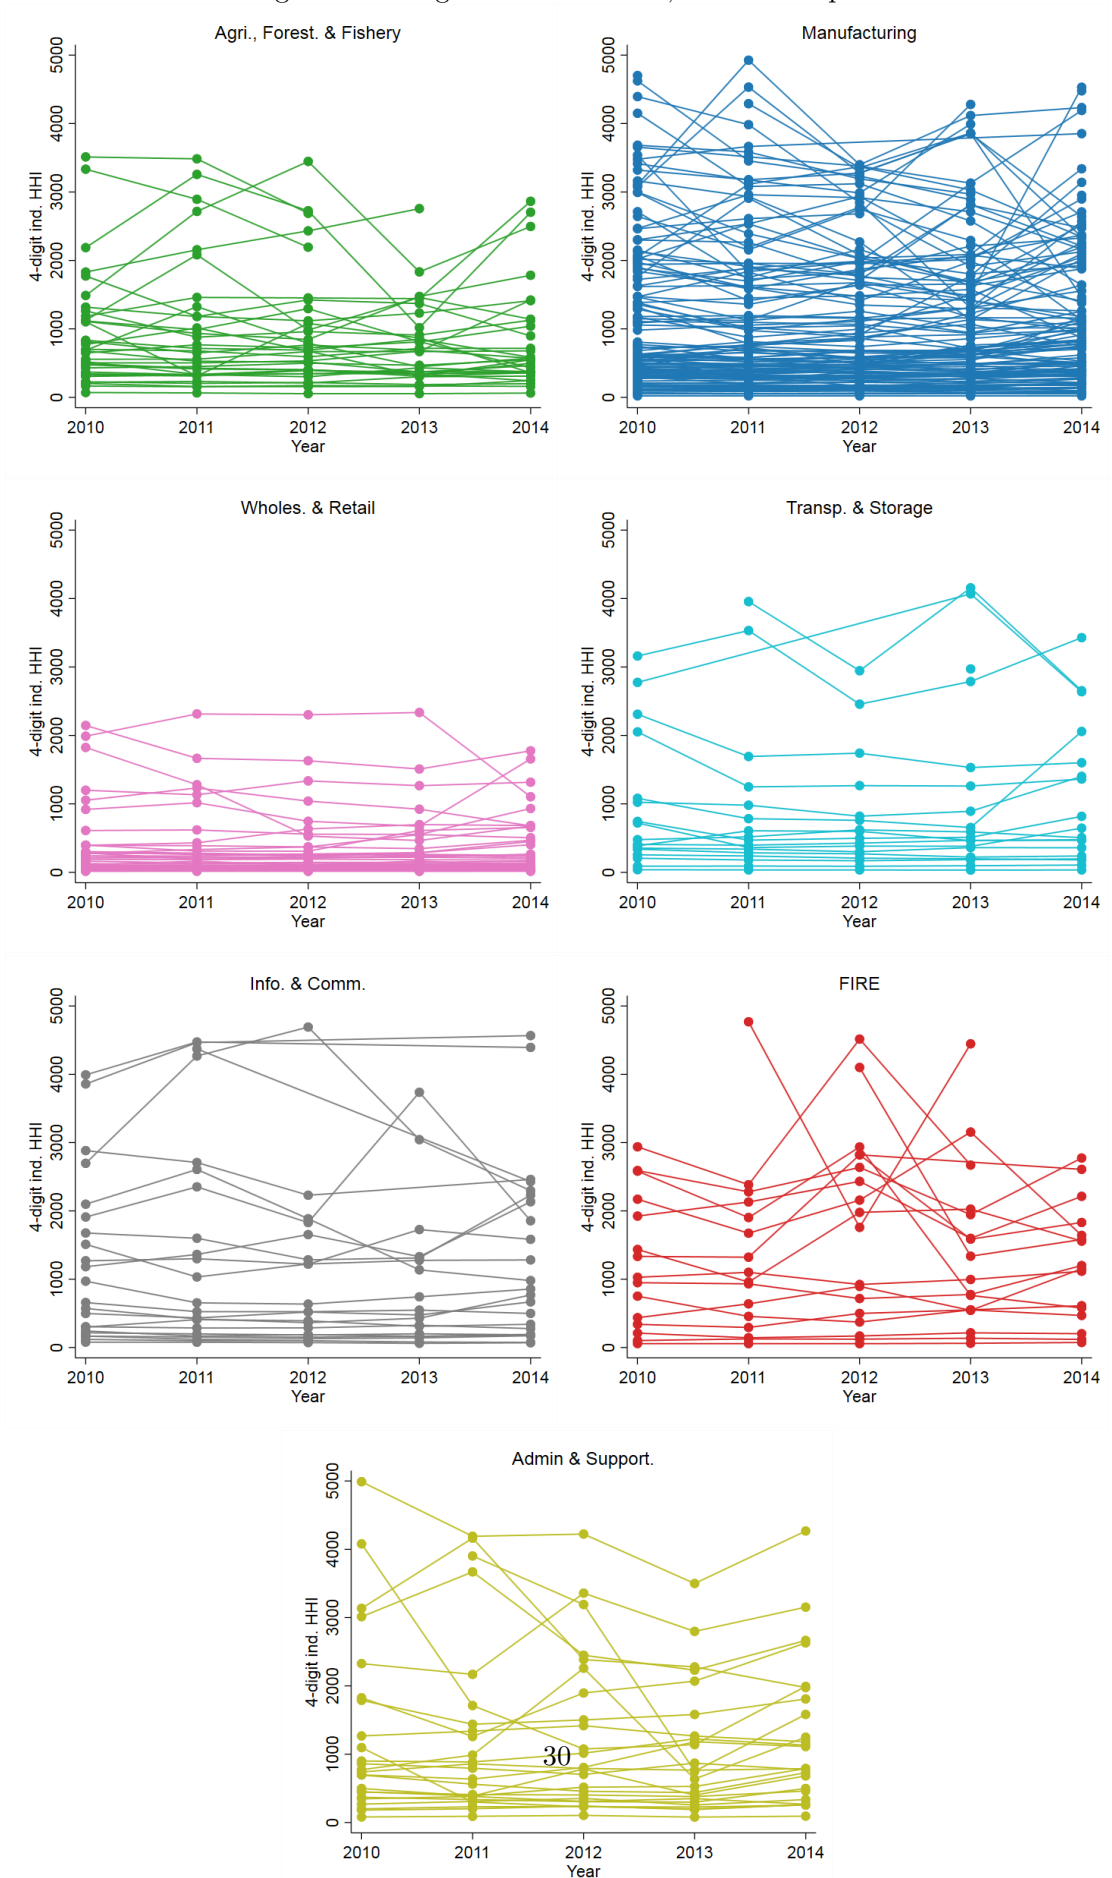 Agri., Forest. & Fishery
4-digit ind. HHI
5000
4000
3000
2000
1000
0
2010 2011 2012 2013 2014
Year
Manufacturing
4-digit ind. HHI
5000
4000
3000
2000
1000
0
2010 2011 2012 2013 2014
Year
Wholes. & Retail
4-digit ind. HHI
5000
4000
3000
2000
1000
0
2010 2011 2012 2013 2014
Year
Transp. & Storage
4-digit ind. HHI
5000
4000
3000
2000
1000
0
2010 2011 2012 2013 2014
Year
Info. & Comm.
4-digit ind. HHI
5000
4000
3000
2000
1000
0
2010 2011 2012 2013 2014
Year
FIRE
4-digit ind. HHI
5000
4000
3000
2000
1000
0
2010 2011 2012 2013 2014
Year
Admin & Support.
4-digit ind. HHI
5000
4000
3000
2000
1000
0
30
2010 2011 2012 2013 2014
Year